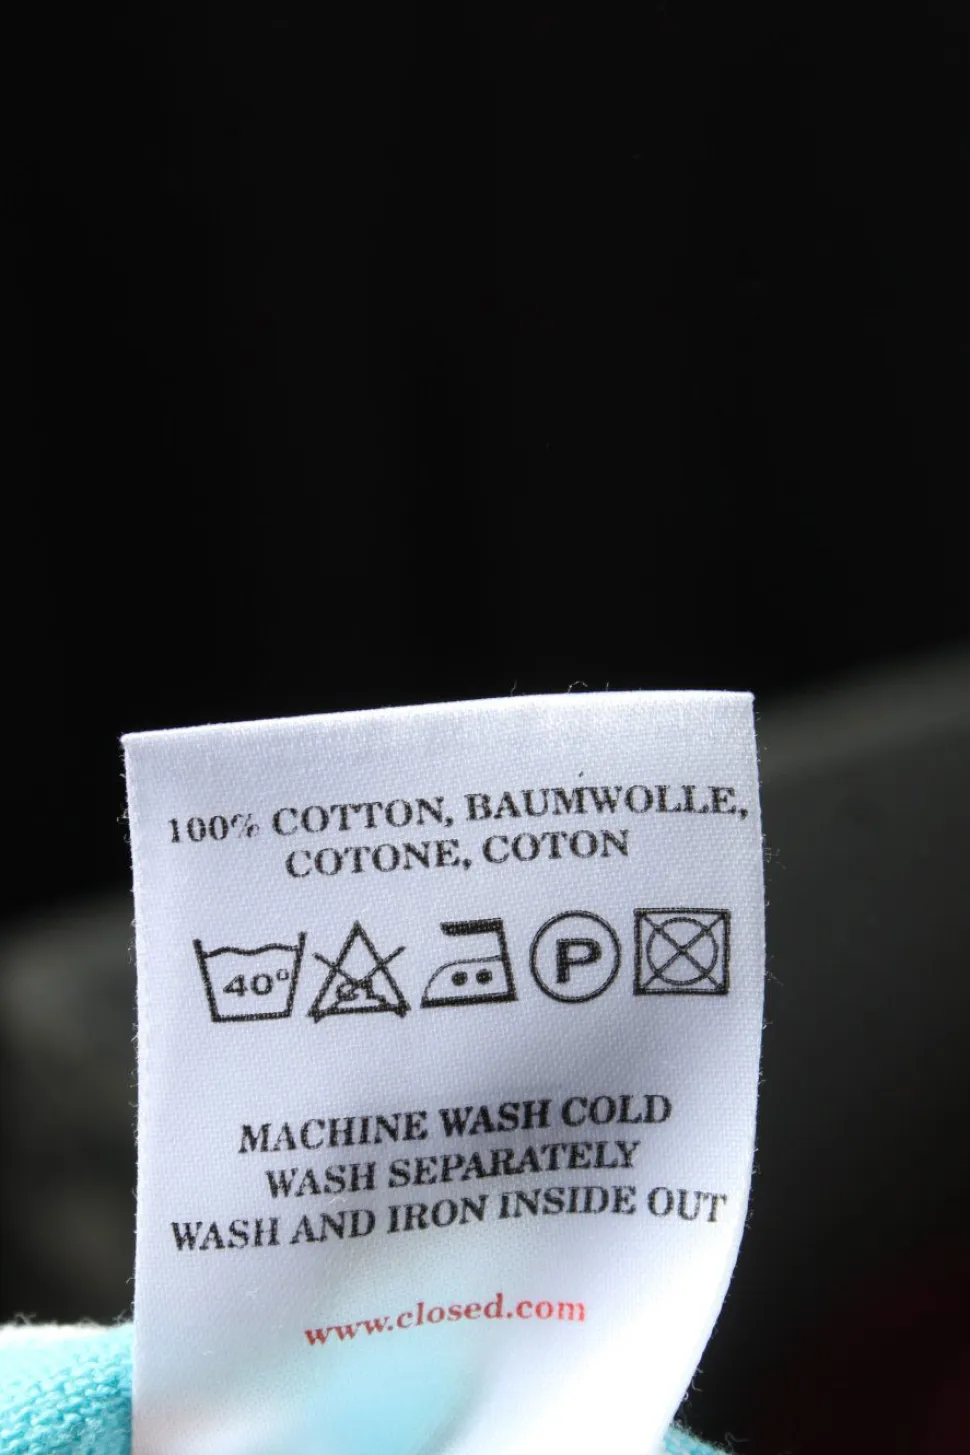 100% COTTON, BAUMWOLLE,
COTONE, COTON
40° CL P
MACHINE WASH COLD
WASH SEPARATELY
WASH AND IRON INSIDE OUT
www.closed.com